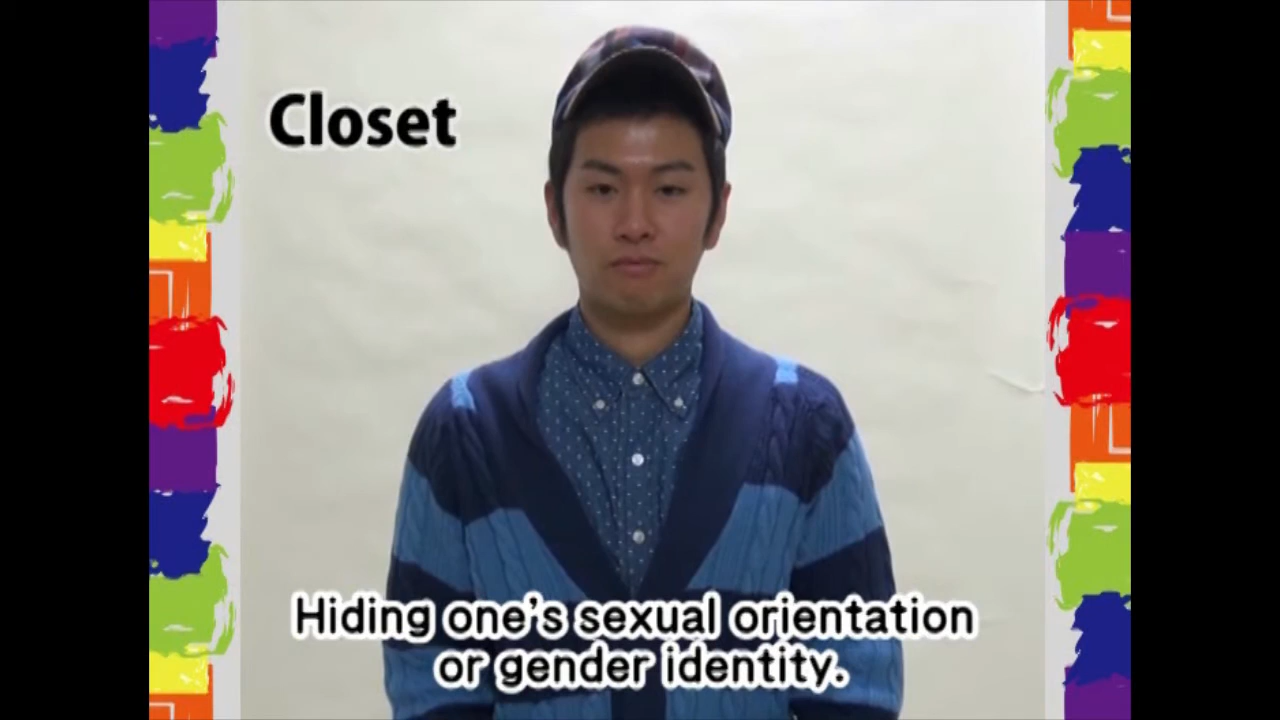 Closet
Hiding one's sexual orientation
or gender identity.